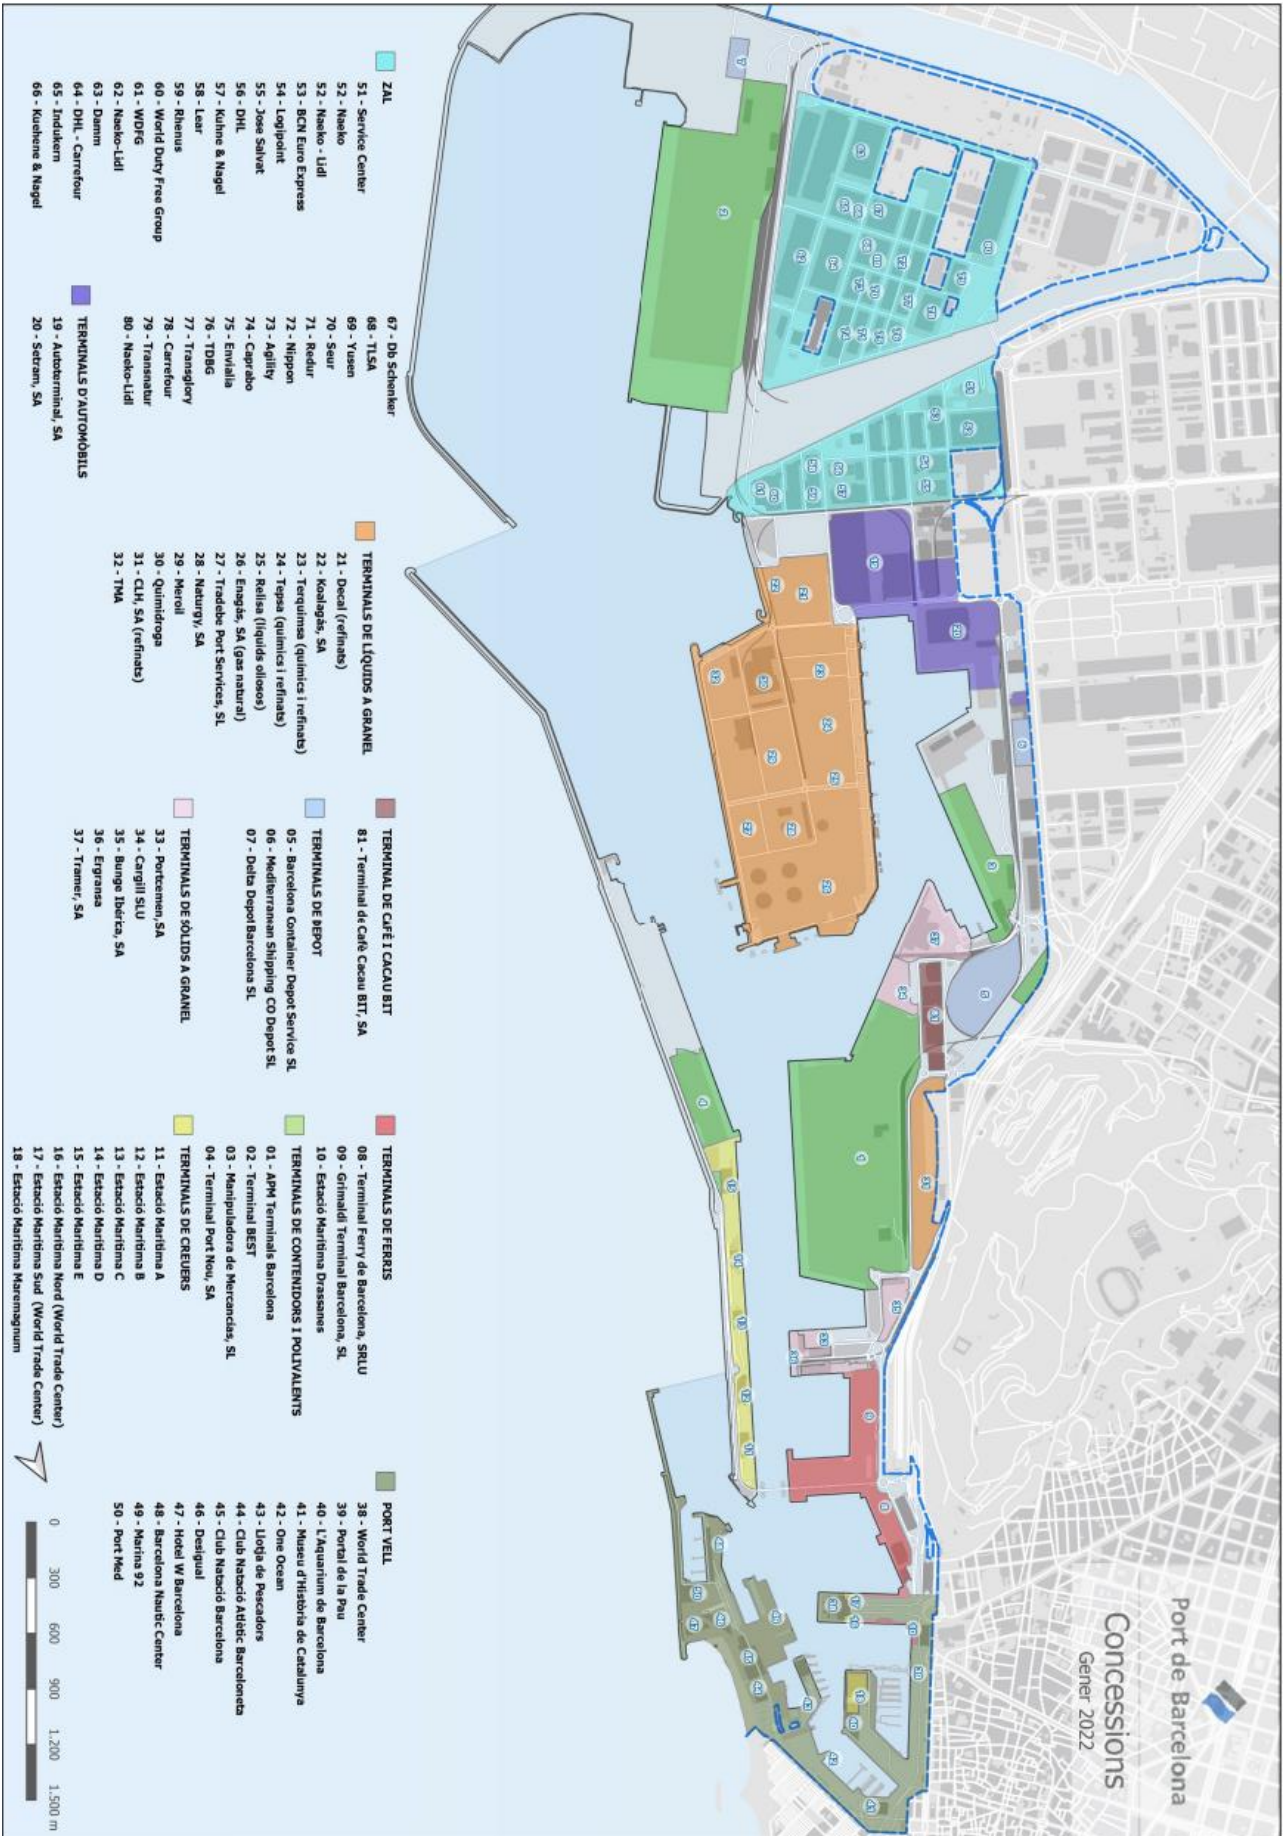 Port de Barcelona
Concessions
Gener 2022
ZAL
51 - Service Center
52 - Naeko
52 - Naeko - Lidl
53 - BCN Euro Express
54 - Logipoint
55 - Jose Salvat
56 - DHL
57 - Kuhne & Nagel
58 - Lear
59 - Rhenus
60 - World Duty Free Group
61 - WDFG
62 - Naeko-Lidl
63 - Damm
64 - DHL - Carrefour
65 - Indukern
66 - Kuehene & Nagel
67 - Db Schenker
68 - TLSA
69 - Yusen
70 - Seur
71 - Redur
72 - Nippon
73 - Agility
74 - Caprabo
75 - Envialia
76 - TDBG
77 - Transglory
78 - Carrefour
79 - Transnatur
80 - Naeko-Lidl
TERMINALS D'AUTOMÒBILS
19 - Autoterminal, SA
20 - Setram, SA
TERMINALS DE LÍQUIDS A GRANEL
21 - Decal (refinats)
22 - Koalagàs, SA
23 - Terquimsa (químics i refinats)
24 - Tepsa (químics i refinats)
25 - Relisa (líquids oliosos)
26 - Enagás, SA (gas natural)
27 - Tradebe Port Services, SL
28 - Naturgy, SA
29 - Meroil
30 - Quimidroga
31 - CLH, SA (refinats)
32 - TMA
TERMINAL DE CAFÈ I CACAU BIT
81 - Terminal de Cafè Cacau BIT, SA
TERMINALS DE DEPOT
05 - Barcelona Container Depot Service SL
06 - Mediterranean Shipping CO Depot SL
07 - Delta Depot Barcelona SL
TERMINALS DE SÒLIDS A GRANEL
33 - Portcemen,SA
34 - Cargill SLU
35 - Bunge Ibérica, SA
36 - Ergransa
37 - Tramer, SA
TERMINALS DE FERRIS
08 - Terminal Ferry de Barcelona, SRLU
09 - Grimaldi Terminal Barcelona, SL
10 - Estació Marítima Drassanes
TERMINALS DE CONTENIDORS I POLIVALENTS
01 - APM Terminals Barcelona
02 - Terminal BEST
03 - Manipuladora de Mercancías, SL
04 - Terminal Port Nou, SA
TERMINALS DE CREUERS
11 - Estació Marítima A
12 - Estació Marítima B
13 - Estació Marítima C
14 - Estació Marítima D
15 - Estació Marítima E
16 - Estació Marítima Nord (World Trade Center)
17 - Estació Marítima Sud (World Trade Center)
18 - Estació Marítima Maremagnum
PORT VELL
38 - World Trade Center
39 - Portal de la Pau
40 - L'Aquarium de Barcelona
41 - Museu d'Història de Catalunya
42 - One Ocean
43 - Llotja de Pescadors
44 - Club Natació Atlètic Barceloneta
45 - Club Natació Barcelona
46 - Desigual
47 - Hotel W Barcelona
48 - Barcelona Nautic Center
49 - Marina 92
50 - Port Med
0 300 600 900 1.200 1.500 m